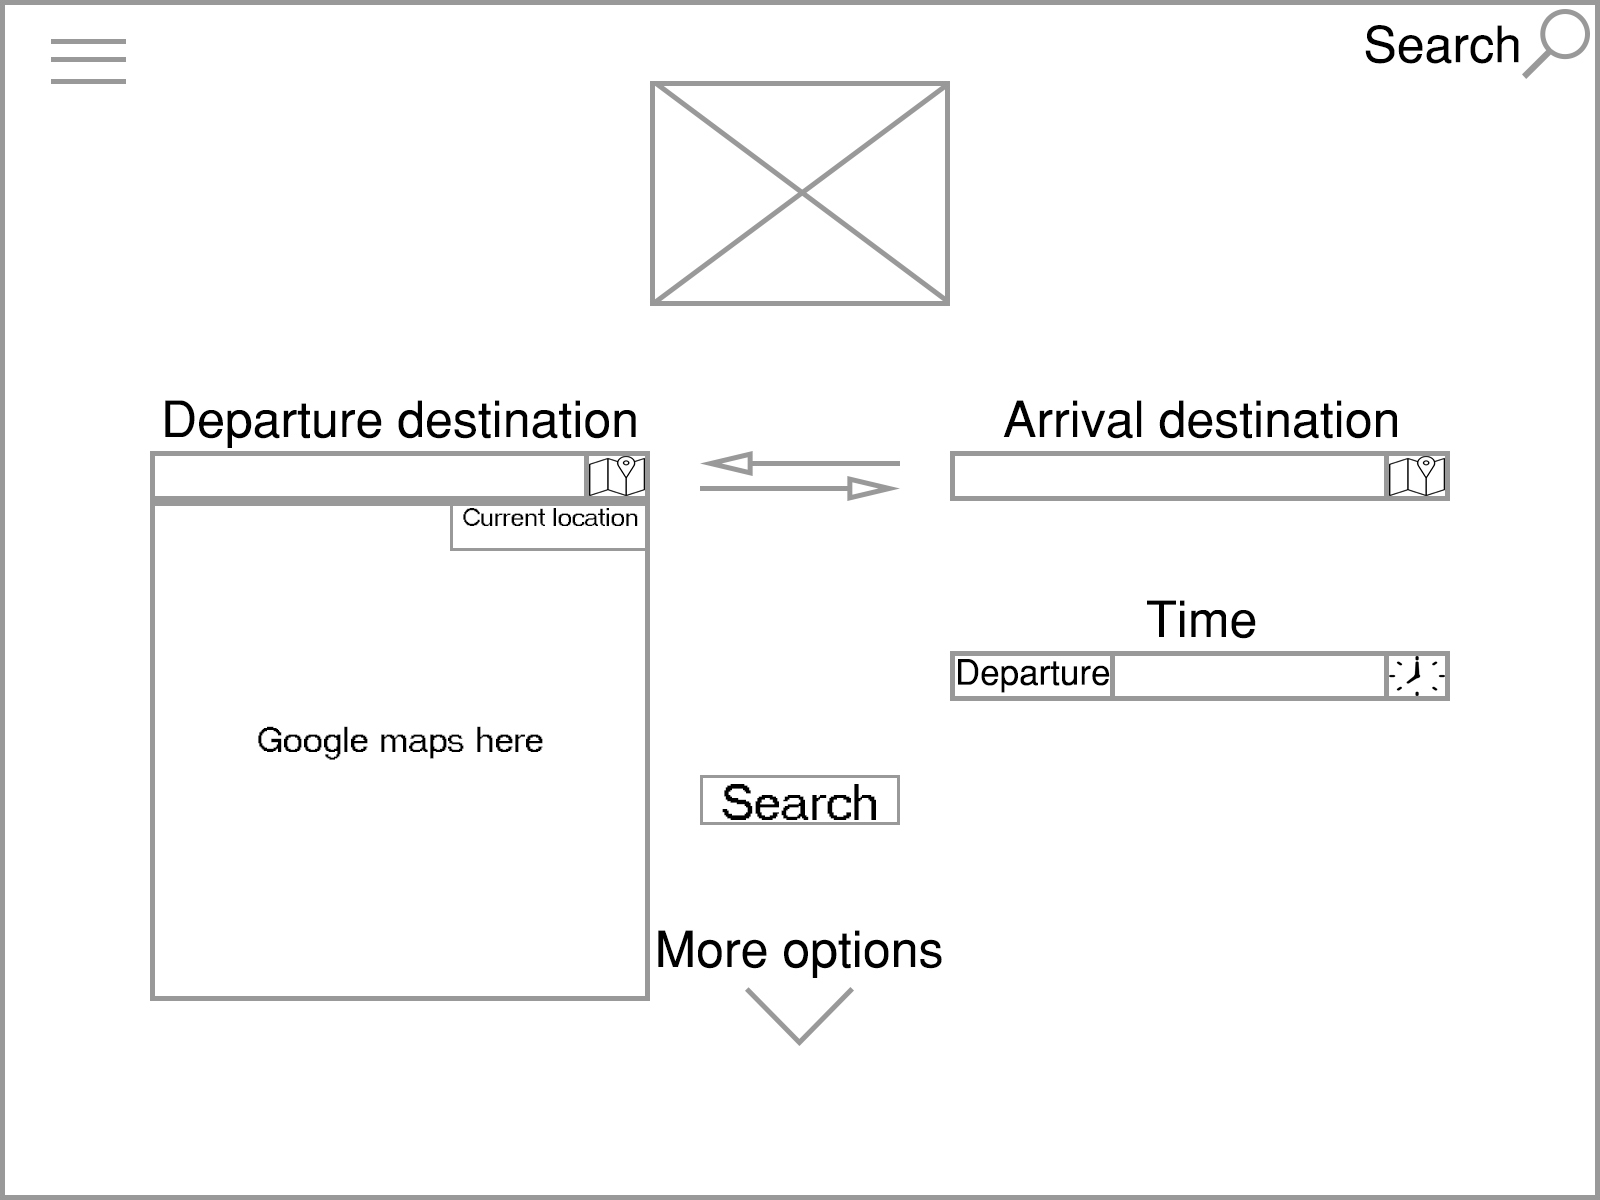 Search
Departure destination
Arrival destination
Current location
Time
Departure
Google maps here
Search
More options